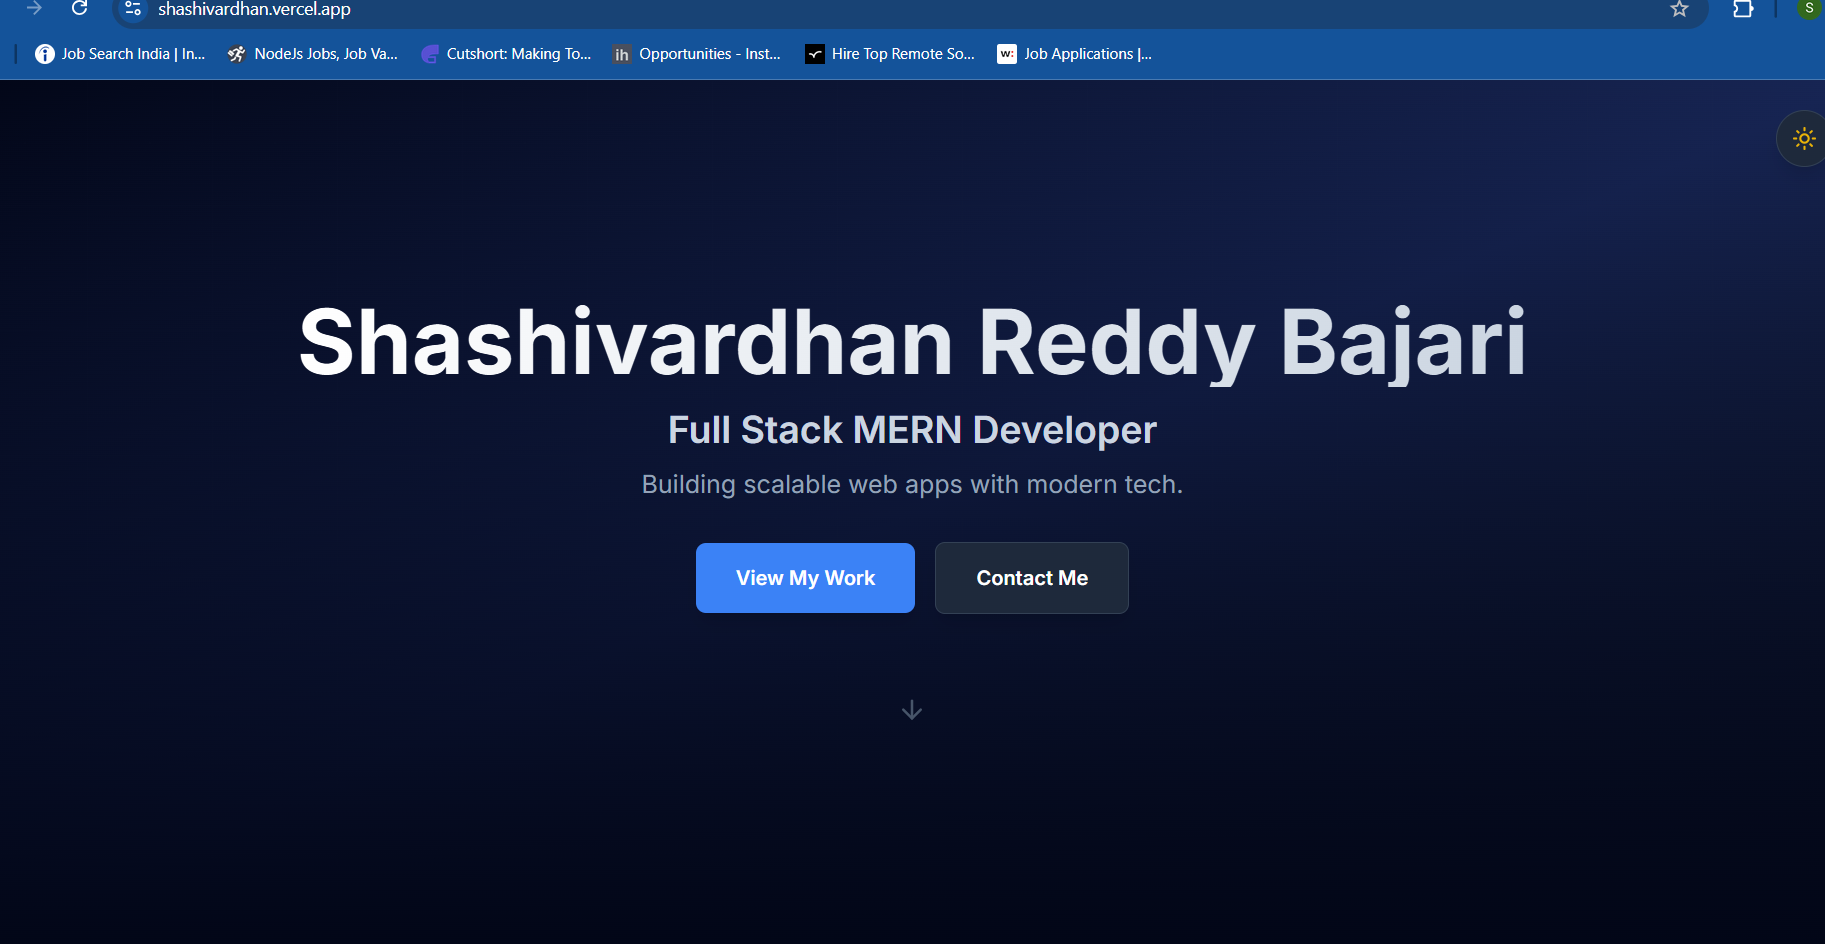 shashivardhan.vercel.app
S
Job Search India | In...
NodeJs Jobs, Job Va...
Cutshort: Making To...
ih
Opportunities - Inst...
Hire Top Remote So...
w:
Job Applications |...
Shashivardhan Reddy Bajari
Full Stack MERN Developer
Building scalable web apps with modern tech.
View My Work
Contact Me